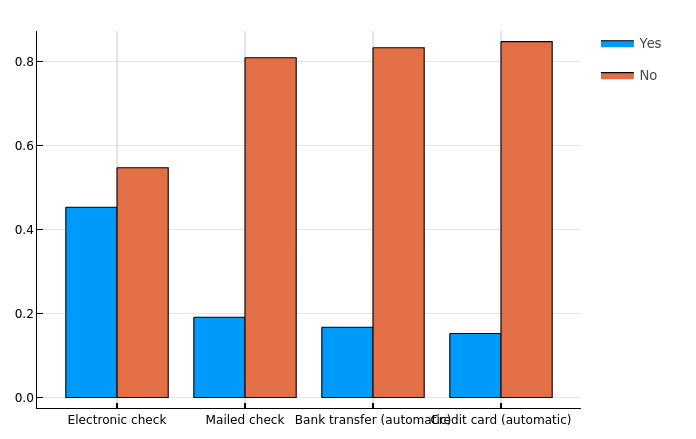 Yes
No
0.8
0.6
0.4
0.2
0.0
Electronic check
Mailed check
Bank transfer (automatic)
Credit card (automatic)